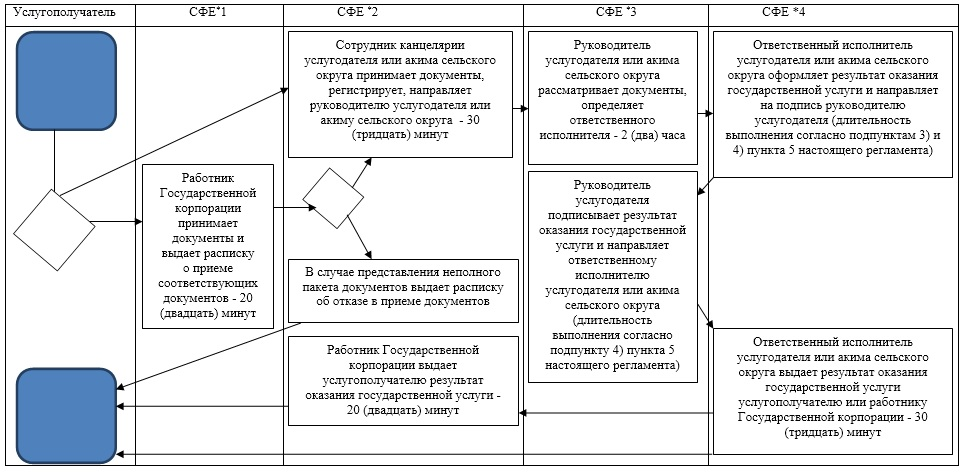 Услугополучатель
СФЕ*1
СФЕ *2
СФЕ *3
СФЕ *4
Работник
Государственной
корпорации
принимает
документы и
выдает расписку
о приеме
соответствующих
документов - 20
(двадцать) минут
Сотрудник канцелярии
услугодателя или акима сельского
округа принимает документы,
регистрирует, направляет
руководителю услугодателя или
акиму сельского округа - 30
(тридцать) минут
В случае представления неполного
пакета документов выдает расписку
об отказе в приеме документов
Работник Государственной
корпорации выдает
услугополучателю результат
оказания государственной услуги -
20 (двадцать) минут
Руководитель
услугодателя или акима
сельского округа
рассматривает документы,
определяет
ответственного
исполнителя - 2 (два) часа
Руководитель
услугодателя
подписывает результат
оказания государственной
услуги и направляет
ответственному
исполнителю
услугодателя или акима
сельского округа
(длительность
выполнения согласно
подпункту 4) пункта 5
настоящего регламента)
Ответственный исполнитель
услугодателя или акима сельского
округа оформляет результат оказания
государственной услуги и направляет
на подпись руководителю
услугодателя (длительность
выполнения согласно подпунктам 3) и
4) пункта 5 настоящего регламента)
Ответственный исполнитель
услугодателя или акима сельского
округа выдает результат оказания
государственной услуги
услугополучателю или работнику
Государственной корпорации - 30
(тридцать) минут